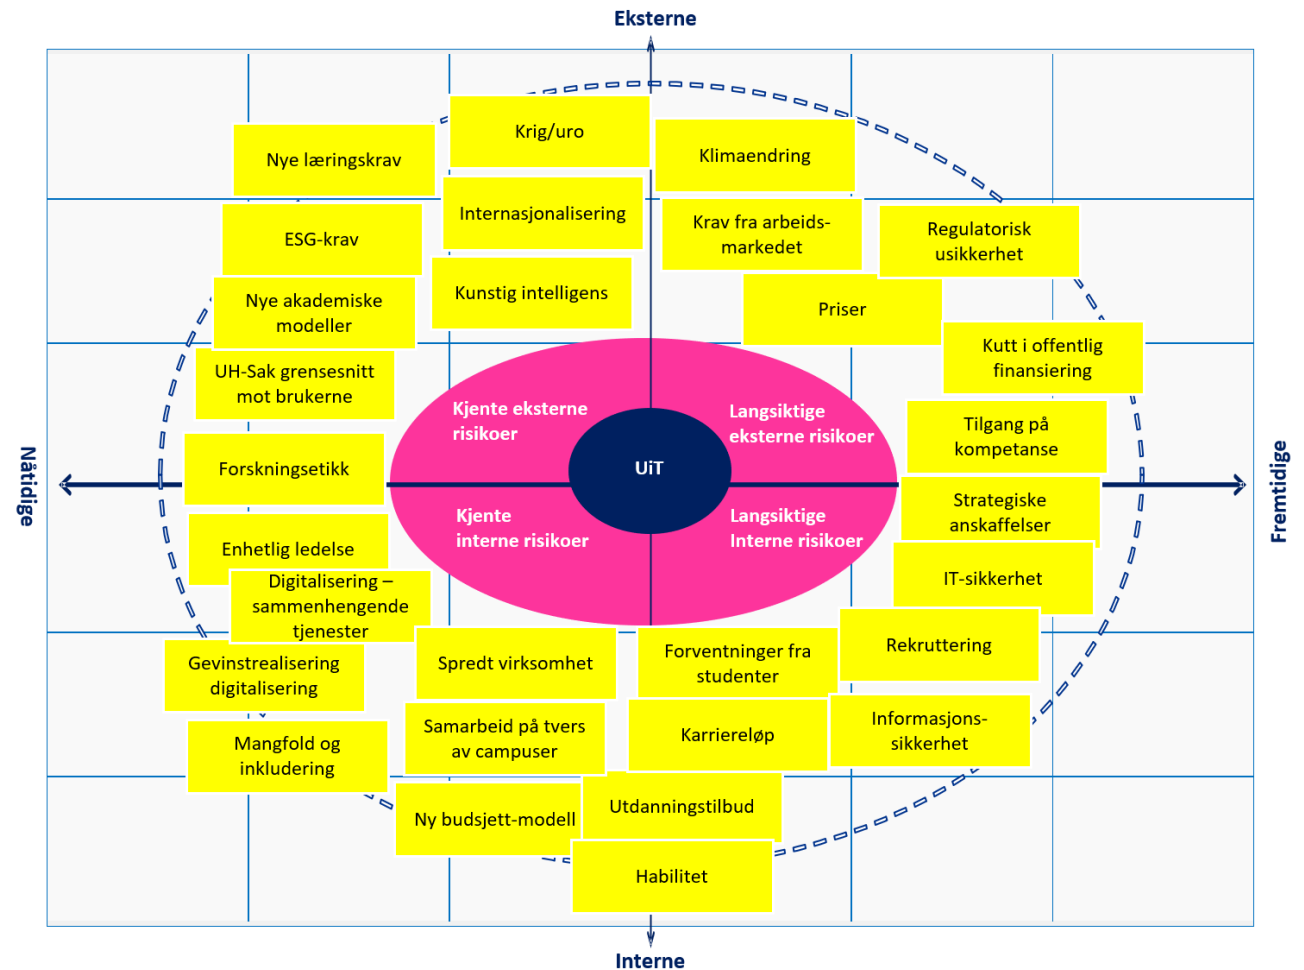 Eksterne
Krig/uro
Nye læringskrav
Klimaendring
Internasjonalisering
Krav fra arbeids-
markedet
ESG-krav
Regulatorisk
usikkerhet
Kunstig intelligens
Nye akademiske
modeller
Priser
Kutt i offentlig
finansiering
UH-Sak grensesnitt
mot brukerne
Kjente eksterne
risikoer
Langsiktige
eksterne risikoer
Tilgang på
kompetanse
Nåtidige
Forskningsetikk
UiT
Fremtidige
Kjente
interne risikoer
Langsiktige
Interne risikoer
Strategiske
anskaffelser
Enhetlig ledelse
IT-sikkerhet
Digitalisering –
sammenhengende
tjenester
Gevinstrealisering
digitalisering
Spredt virksomhet
Forventninger fra
studenter
Rekruttering
Mangfold og
inkludering
Samarbeid på tvers
av campuser
Karriereløp
Informasjons-
sikkerhet
Ny budsjett-modell
Utdanningstilbud
Habilitet
Interne